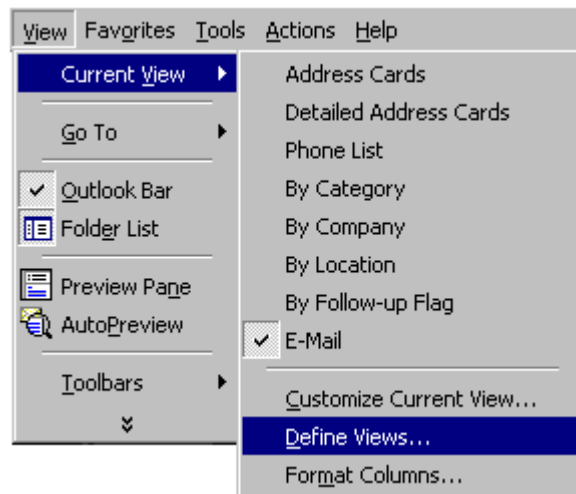 View Favorites Tools Actions Help
Current View
Go To
Outlook Bar
Folder List
Preview Pane
AutoPreview
Toolbars
Address Cards
Detailed Address Cards
Phone List
By Category
By Company
By Location
By Follow-up Flag
E-Mail
Customize Current View...
Define Views...
Format Columns...